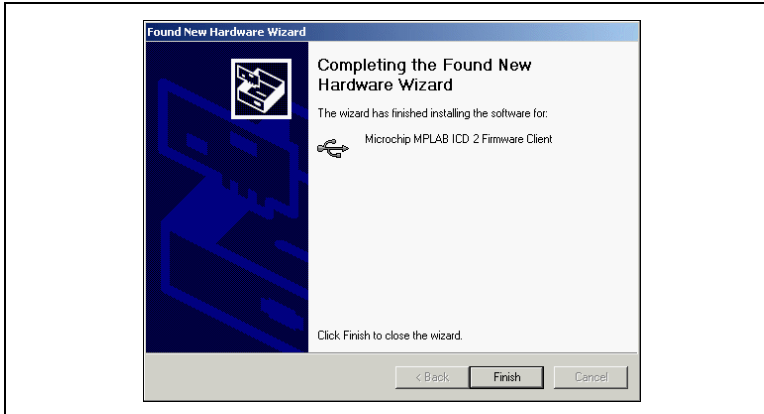 Found New Hardware Wizard
Completing the Found New
Hardware Wizard
The wizard has finished installing the software for:
Microchip MPLAB ICD 2 Firmware Client
Click Finish to close the wizard.
< Back
Finish
Cancel